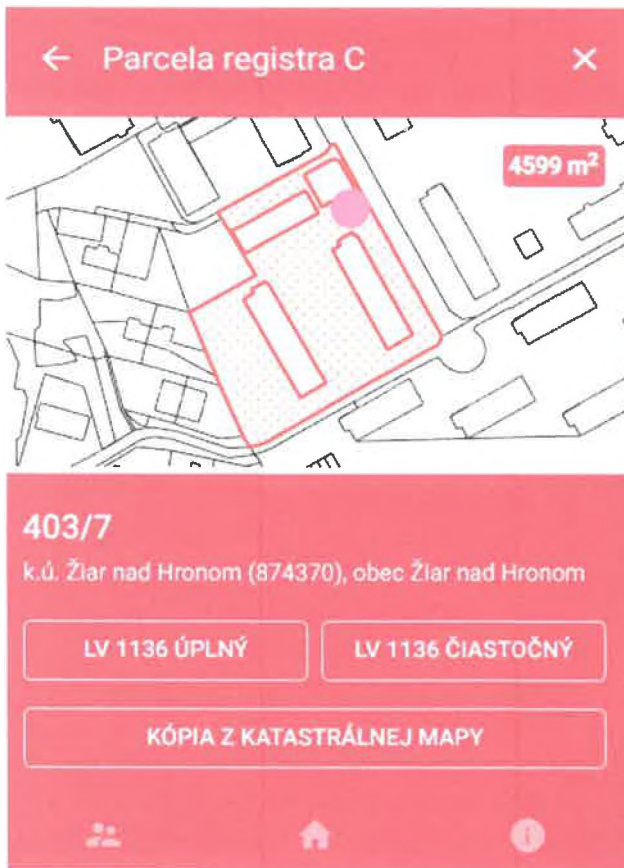 Parcela registra C
4599 m²
403/7
k.ú. Žiar nad Hronom (874370), obec Žiar nad Hronom
LV 1136 ÚPLNÝ
LV 1136 ČIASTOČNÝ
KÓPIA Z KATASTRÁLNEJ MAPY